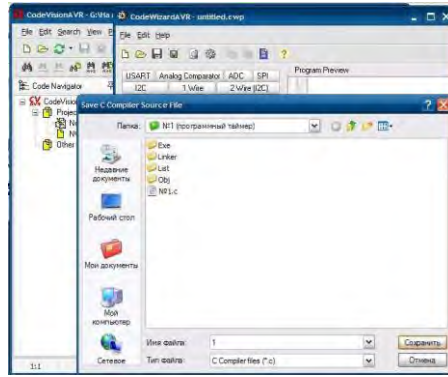 CodeVisionAVR - G:\На
CodeWizardAVR - untitled.cwp
File Edit Search View
File Edit Help
USART Analog Comparator ADC SPI
I2C 1 Wire 2 Wire (I2C)
Program Preview
Code Navigator
CodeVision
Project
Other
Save C Compiler Source File
Папка: №1 (программный таймер)
Exe
Linker
List
Obj
№1.c
Недавние документы
Рабочий стол
Мои документы
Мой компьютер
Сетевое
Имя файла: 1 Сохранить
Тип файла: C Compiler files (*.c) Отмена
1:1